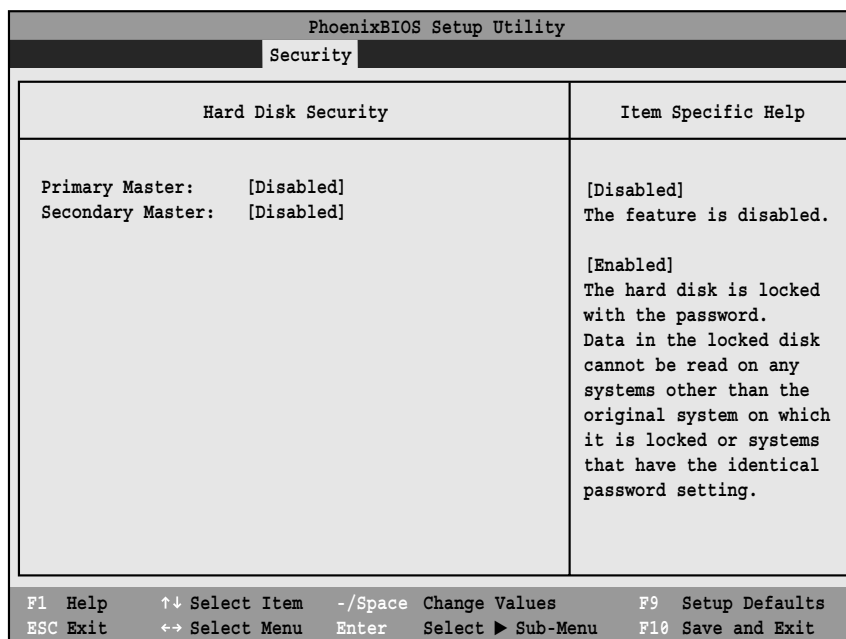 PhoenixBIOS Setup Utility
Security
Hard Disk Security
Primary Master: [Disabled]
Secondary Master: [Disabled]
Item Specific Help
[Disabled]
The feature is disabled.
[Enabled]
The hard disk is locked
with the password.
Data in the locked disk
cannot be read on any
systems other than the
original system on which
it is locked or systems
that have the identical
password setting.
F1 Help ↑↓ Select Item -/Space Change Values F9 Setup Defaults
ESC Exit ←→ Select Menu Enter Select ▶ Sub-Menu F10 Save and Exit